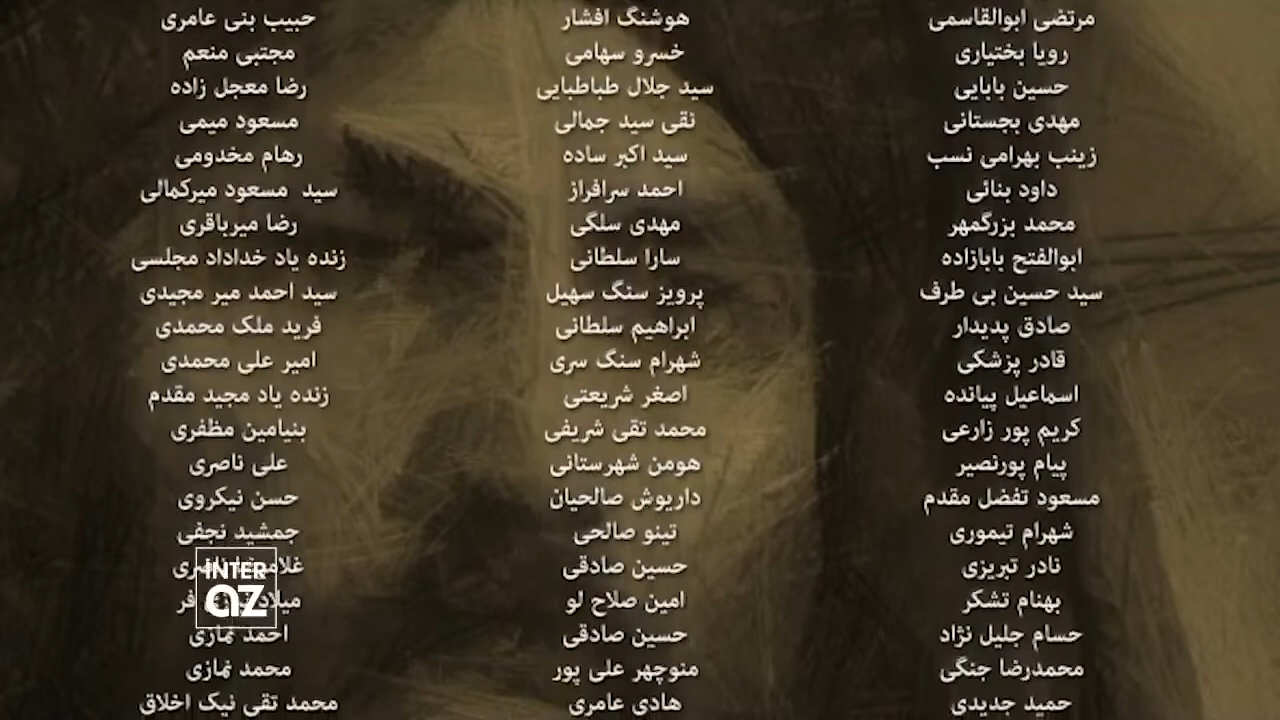 مرتضی ابوالقاسمی
رویا بختیاری
حسین بابایی
مهدی بجستانی
زینب بهرامی نسب
داود بنائی
محمد بزرگمهر
ابوالفتح بابازاده
سید حسین بی طرف
صادق پدیدار
قادر پزشکی
اسماعیل پیانده
کریم پور زارعی
پیام پورنصیر
مسعود تفضل مقدم
شهرام تیموری
نادر تبریزی
بهنام تشکر
حسام جلیل نژاد
محمدرضا جنگی
حمید جدیدی
هوشنگ افشار
خسرو سهامی
سید جلال طباطبایی
نقی سید جمالی
سید اکبر ساده
احمد سرافراز
مهدی سلگی
سارا سلطانی
پرویز سنگ سهیل
ابراهیم سلطانی
شهرام سنگ سری
اصغر شریعتی
محمد تقی شریفی
هومن شهرستانی
داریوش صالحیان
تینو صالحی
حسین صادقی
امین صلاح لو
حسین صادقی
منوچهر علی پور
هادی عامری
حبیب بنی عامری
مجتبی منعم
رضا معجل زاده
مسعود میمی
رهام مخدومی
سید مسعود میرکمالی
رضا میرباقری
زنده یاد خداداد مجلسی
سید احمد میر مجیدی
فرید ملک محمدی
امیر علی محمدی
زنده یاد مجید مقدم
بنیامین مظفری
علی ناصری
حسن نیکروی
جمشید نجفی
میلاد فر
احمد نمازی
محمد نمازی
محمد تقی نیک اخلاق
INTER
az